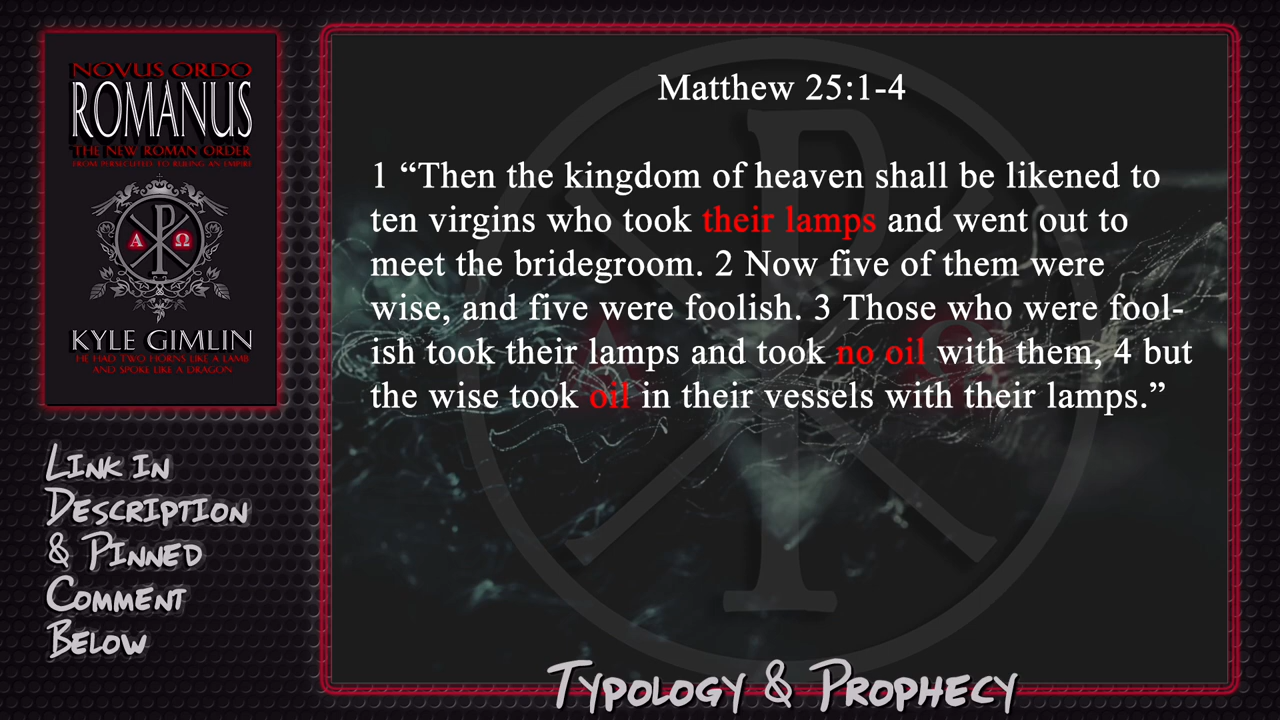 NOVUS ORDO
ROMANUS
THE NEW ROMAN ORDER
FROM PERSECUTED, TO RULING AN EMPIRE
Α Ω
KYLE GIMLIN
HE HAD TWO HORNS LIKE A LAMB
AND SPOKE LIKE A DRAGON
LINK IN
DESCRIPTION
& PINNED
COMMENT
BELOW
Matthew 25:1-4
1 “Then the kingdom of heaven shall be likened to
ten virgins who took their lamps and went out to
meet the bridegroom. 2 Now five of them were
wise, and five were foolish. 3 Those who were fool-
ish took their lamps and took no oil with them, 4 but
the wise took oil in their vessels with their lamps.”
TYPOLOGY & PROPHECY